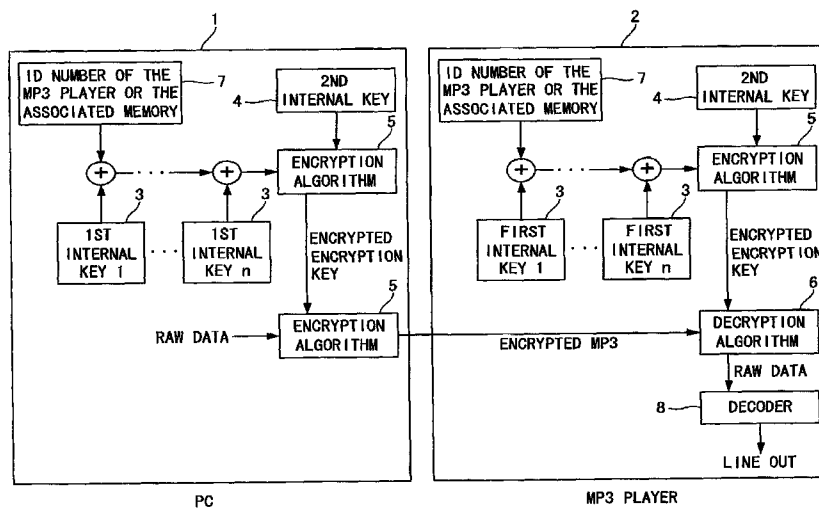 1
ID NUMBER OF THE
MP3 PLAYER OR THE
ASSOCIATED MEMORY
7
2ND
INTERNAL KEY
4
5
ENCRYPTION
ALGORITHM
+
+
3
1ST
INTERNAL
KEY 1
3
1ST
INTERNAL
KEY n
ENCRYPTED
ENCRYPTION
KEY
5
RAW DATA
ENCRYPTION
ALGORITHM
PC
2
ID NUMBER OF THE
MP3 PLAYER OR THE
ASSOCIATED MEMORY
7
2ND
INTERNAL KEY
4
5
ENCRYPTION
ALGORITHM
+
+
3
FIRST
INTERNAL
KEY 1
3
FIRST
INTERNAL
KEY n
ENCRYPTED
ENCRYPTION
KEY
6
ENCRYPTED MP3
DECRYPTION
ALGORITHM
RAW DATA
8
DECODER
LINE OUT
MP3 PLAYER